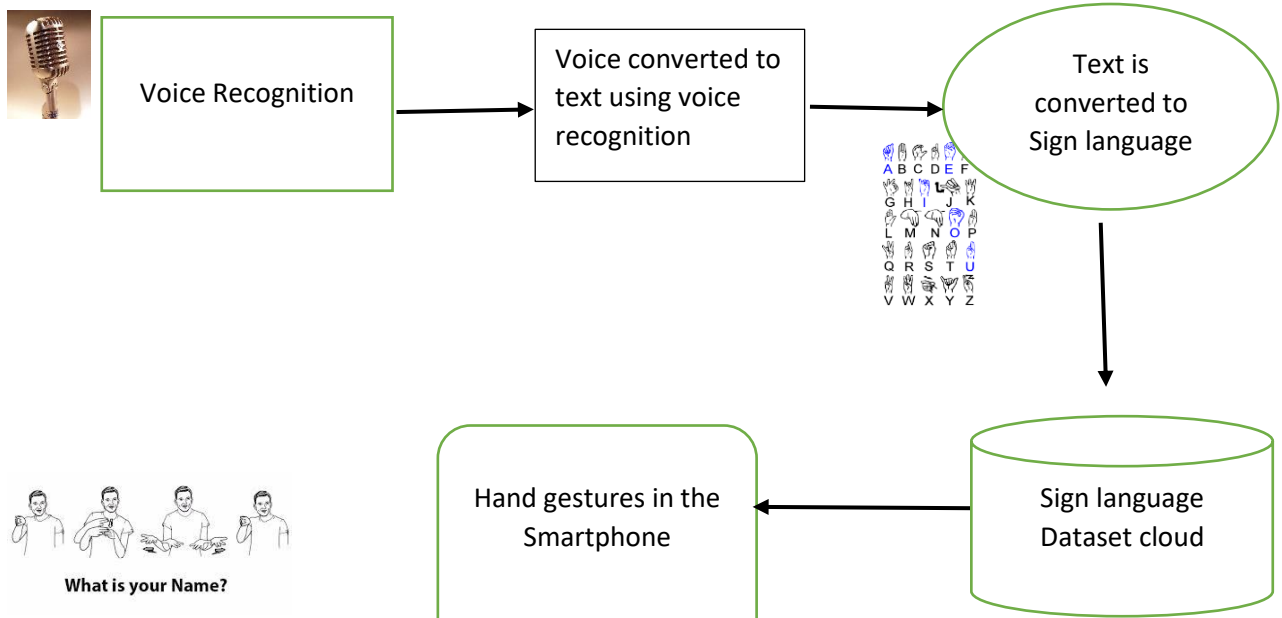 Voice Recognition
Voice converted to
text using voice
recognition
Text is
converted to
Sign language
A B C D E F
G H I J K
L M N O P
Q R S T U
V W X Y Z
Hand gestures in the
Smartphone
Sign language
Dataset cloud
What is your Name?